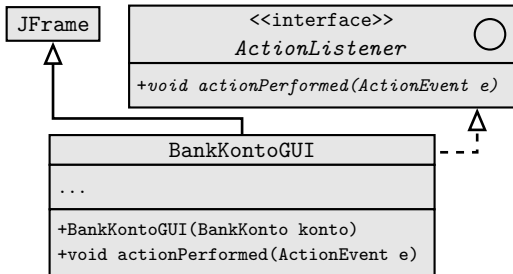 JFrame
<<interface>>
ActionListener
+void actionPerformed(ActionEvent e)
BankKontoGUI
...
+BankKontoGUI(BankKonto konto)
+void actionPerformed(ActionEvent e)